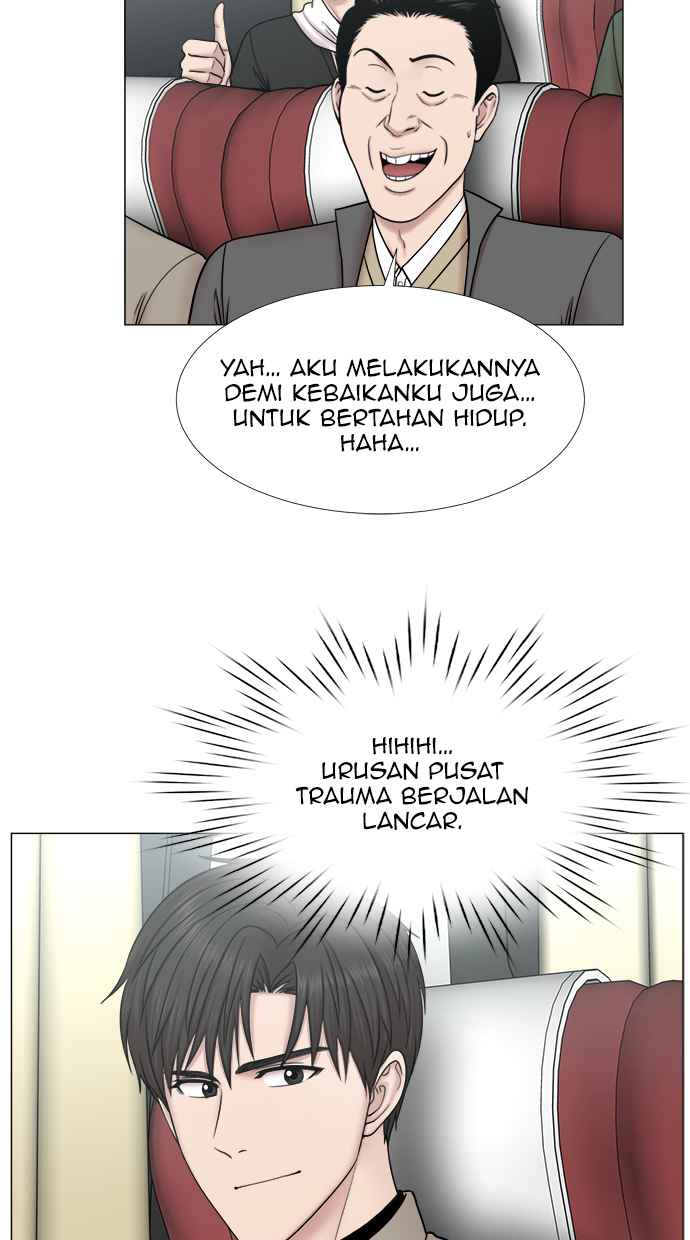 YAH... AKU MELAKUKANNYA
DEMI KEBAIKANKU JUGA...
UNTUK BERTAHAN HIDUP.
HAHA...
HIHIHI...
URUSAN PUSAT
TRAUMA BERJALAN
LANCAR.